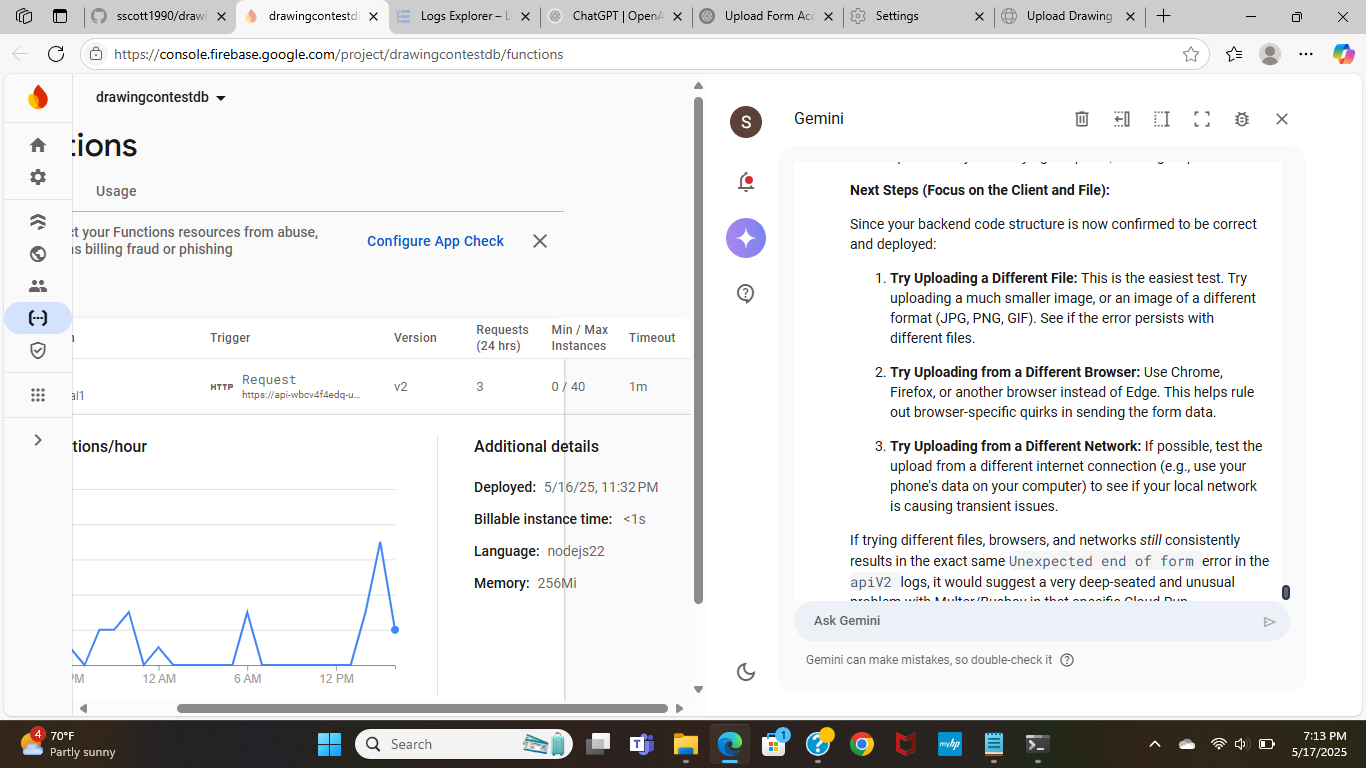 sscott1990/drawi
drawingcontestdb
Logs Explorer – L
ChatGPT | OpenA
Upload Form Acc
Settings
Upload Drawing
https://console.firebase.google.com/project/drawingcontestdb/functions
drawingcontestdb
tions
Usage
ct your Functions resources from abuse,
as billing fraud or phishing
Configure App Check
Trigger
Version
Requests
(24 hrs)
Min / Max
Instances
Timeout
al1
HTTP
Request
https://api-wbcv4f4edq-u...
v2
3
0 / 40
1m
tions/hour
PM
12 AM
6 AM
12 PM
Additional details
Deployed: 5/16/25, 11:32 PM
Billable instance time: <1s
Language: nodejs22
Memory: 256Mi
S
Gemini
Next Steps (Focus on the Client and File):
Since your backend code structure is now confirmed to be correct
and deployed:
1. Try Uploading a Different File: This is the easiest test. Try
uploading a much smaller image, or an image of a different
format (JPG, PNG, GIF). See if the error persists with
different files.
2. Try Uploading from a Different Browser: Use Chrome,
Firefox, or another browser instead of Edge. This helps rule
out browser-specific quirks in sending the form data.
3. Try Uploading from a Different Network: If possible, test the
upload from a different internet connection (e.g., use your
phone's data on your computer) to see if your local network
is causing transient issues.
If trying different files, browsers, and networks still consistently
results in the exact same Unexpected end of form error in the
apiV2 logs, it would suggest a very deep-seated and unusual
problem with Multer/Busboy in that specific Cloud Run
Ask Gemini
Gemini can make mistakes, so double-check it
4
70°F
Partly sunny
Search
1
myhp
7:13 PM
5/17/2025